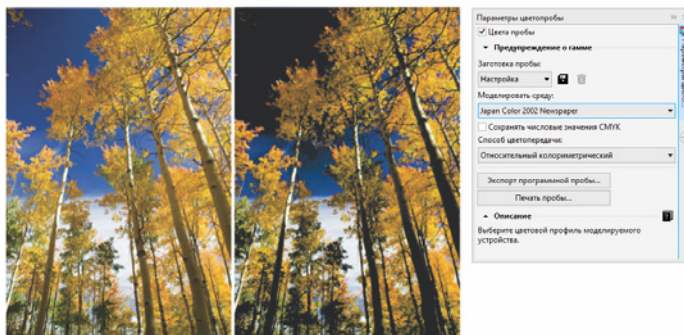 Параметры цветопробы
Цвета пробы
Предупреждение о гамме
Заготовка пробы:
Настройка
Моделировать среду:
Japan Color 2002 Newspaper
Сохранять числовые значения CMYK
Способ цветопередачи:
Относительный колориметрический
Экспорт программной пробы...
Печать пробы...
Описание
Выберите цветовой профиль моделируемого
устройства.